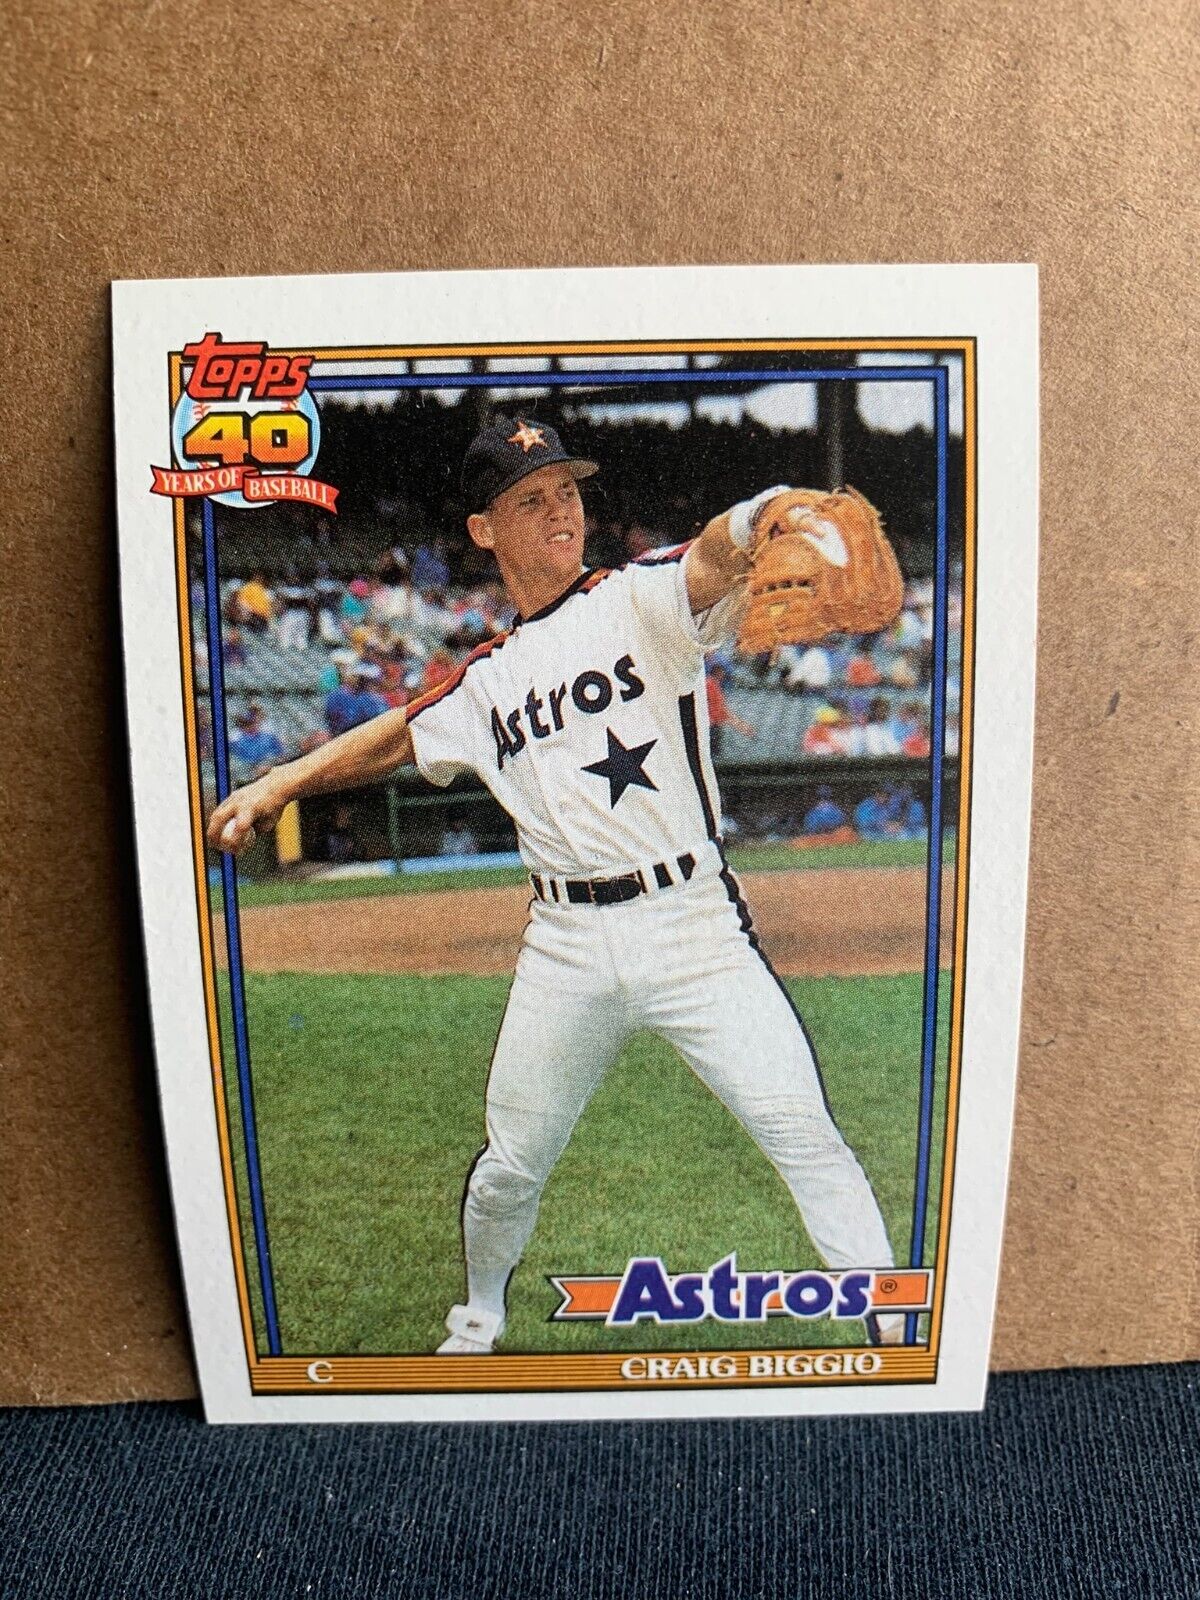 Topps
40
YEARS OF BASEBALL
Astros
Astros®
C CRAIG BIGGIO